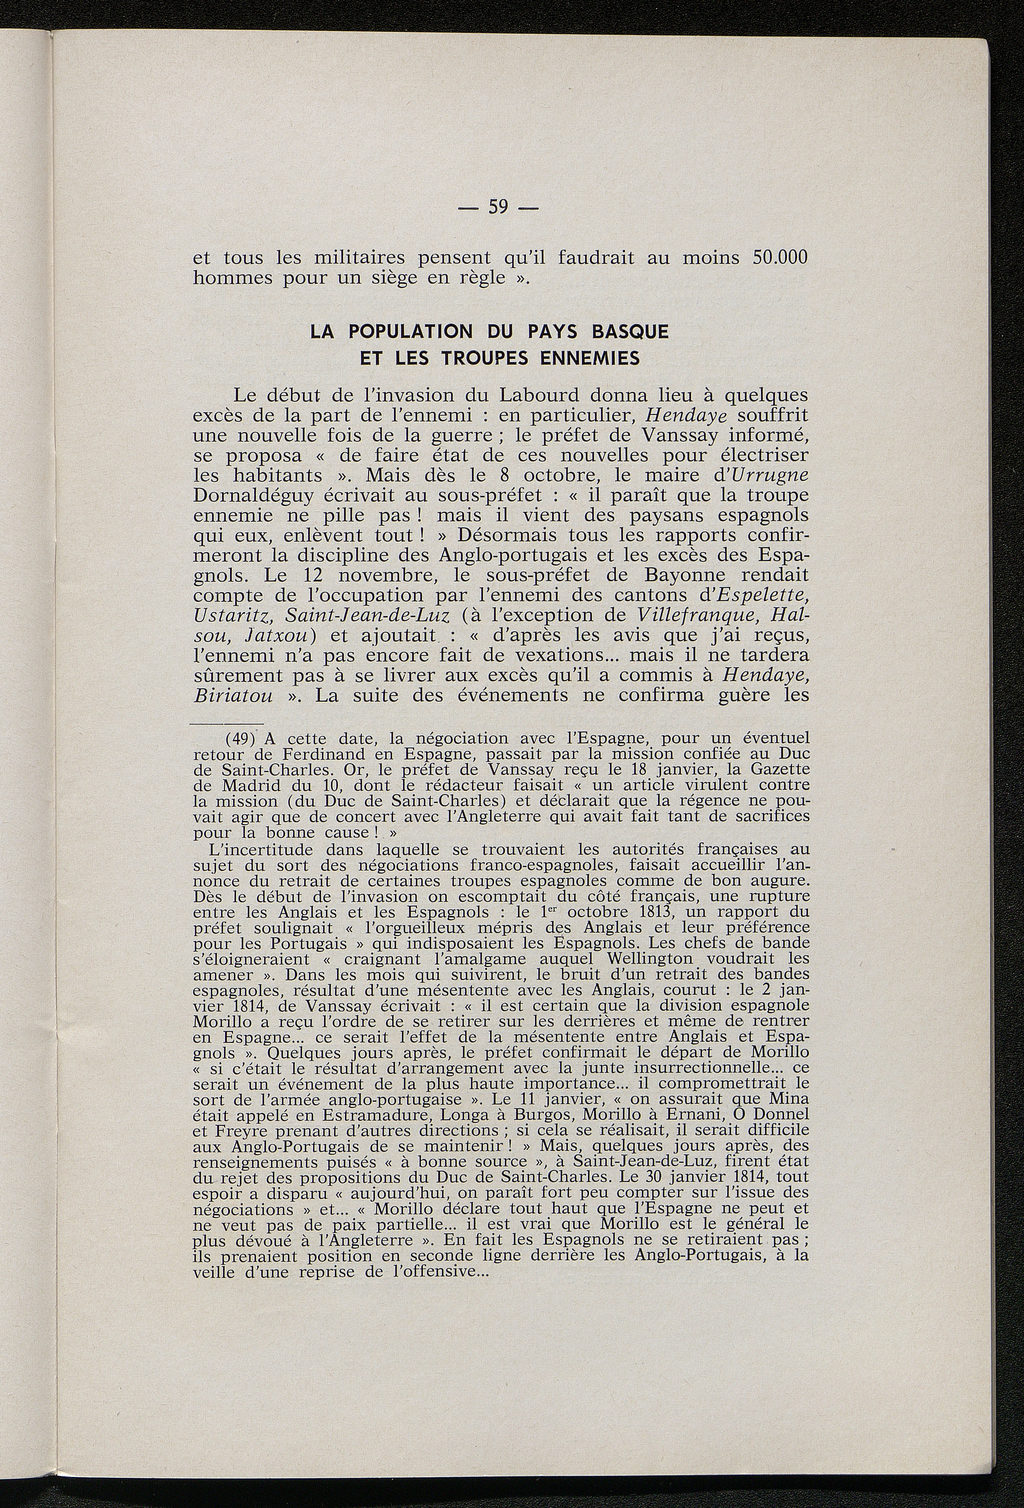 — 59 —
et tous les militaires pensent qu'il faudrait au moins 50.000
hommes pour un siège en règle ».
LA POPULATION DU PAYS BASQUE
ET LES TROUPES ENNEMIES
Le début de l'invasion du Labourd donna lieu à quelques
excès de la part de l'ennemi : en particulier, Hendaye souffrit
une nouvelle fois de la guerre ; le préfet de Vanssay informé,
se proposa « de faire état de ces nouvelles pour électriser
les habitants ». Mais dès le 8 octobre, le maire d'Urrugne
Dornaldéguy écrivait au sous-préfet : « il paraît que la troupe
ennemie ne pille pas ! mais il vient des paysans espagnols
qui eux, enlèvent tout ! » Désormais tous les rapports confir-
meront la discipline des Anglo-portugais et les excès des Espa-
gnols. Le 12 novembre, le sous-préfet de Bayonne rendait
compte de l'occupation par l'ennemi des cantons d'Espelette,
Ustaritz, Saint-Jean-de-Luz (à l'exception de Villefranque, Hal-
sou, Jatxou) et ajoutait : « d'après les avis que j'ai reçus,
l'ennemi n'a pas encore fait de vexations... mais il ne tardera
sûrement pas à se livrer aux excès qu'il a commis à Hendaye,
Biriatou ». La suite des événements ne confirma guère les
(49) A cette date, la négociation avec l'Espagne, pour un éventuel
retour de Ferdinand en Espagne, passait par la mission confiée au Duc
de Saint-Charles. Or, le préfet de Vanssay reçu le 18 janvier, la Gazette
de Madrid du 10, dont le rédacteur faisait « un article virulent contre
la mission (du Duc de Saint-Charles) et déclarait que la régence ne pou-
vait agir que de concert avec l'Angleterre qui avait fait tant de sacrifices
pour la bonne cause ! »
L'incertitude dans laquelle se trouvaient les autorités françaises au
sujet du sort des négociations franco-espagnoles, faisait accueillir l'an-
nonce du retrait de certaines troupes espagnoles comme de bon augure.
Dès le début de l'invasion on escomptait du côté français, une rupture
entre les Anglais et les Espagnols : le 1er octobre 1813, un rapport du
préfet soulignait « l'orgueilleux mépris des Anglais et leur préférence
pour les Portugais » qui indisposaient les Espagnols. Les chefs de bande
s'éloigneraient « craignant l'amalgame auquel Wellington voudrait les
amener ». Dans les mois qui suivirent, le bruit d'un retrait des bandes
espagnoles, résultat d'une mésentente avec les Anglais, courut : le 2 jan-
vier 1814, de Vanssay écrivait : « il est certain que la division espagnole
Morillo a reçu l'ordre de se retirer sur les derrières et même de rentrer
en Espagne... ce serait l'effet de la mésentente entre Anglais et Espa-
gnols ». Quelques jours après, le préfet confirmait le départ de Morillo
« si c'était le résultat d'arrangement avec la junte insurrectionnelle... ce
serait un événement de la plus haute importance... il compromettrait le
sort de l'armée anglo-portugaise ». Le 11 janvier, « on assurait que Mina
était appelé en Estramadure, Longa à Burgos, Morillo à Ernani, O Donnel
et Freyre prenant d'autres directions ; si cela se réalisait, il serait difficile
aux Anglo-Portugais de se maintenir ! » Mais, quelques jours après, des
renseignements puisés « à bonne source », à Saint-Jean-de-Luz, firent état
du rejet des propositions du Duc de Saint-Charles. Le 30 janvier 1814, tout
espoir a disparu « aujourd'hui, on paraît fort peu compter sur l'issue des
négociations » et... « Morillo déclare tout haut que l'Espagne ne peut et
ne veut pas de paix partielle... il est vrai que Morillo est le général le
plus dévoué à l'Angleterre ». En fait les Espagnols ne se retiraient pas ;
ils prenaient position en seconde ligne derrière les Anglo-Portugais, à la
veille d'une reprise de l'offensive...